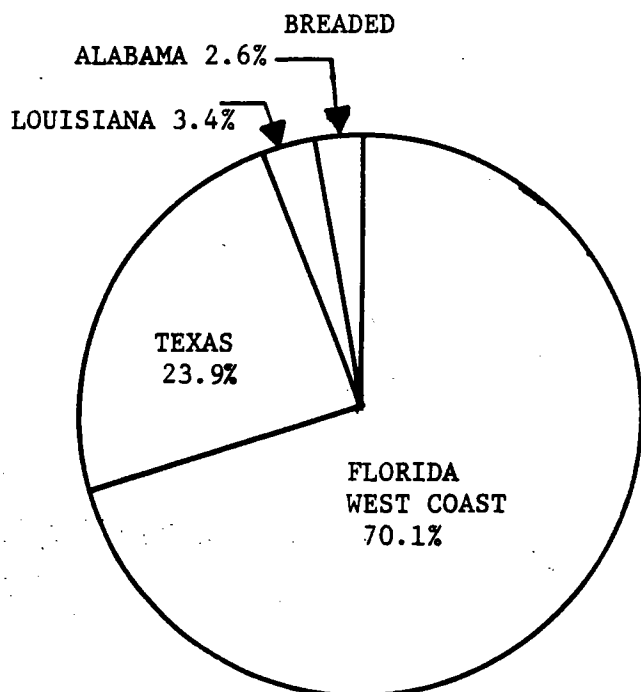 BREADED
ALABAMA 2.6%
LOUISIANA 3.4%
TEXAS
23.9%
FLORIDA
WEST COAST
70.1%